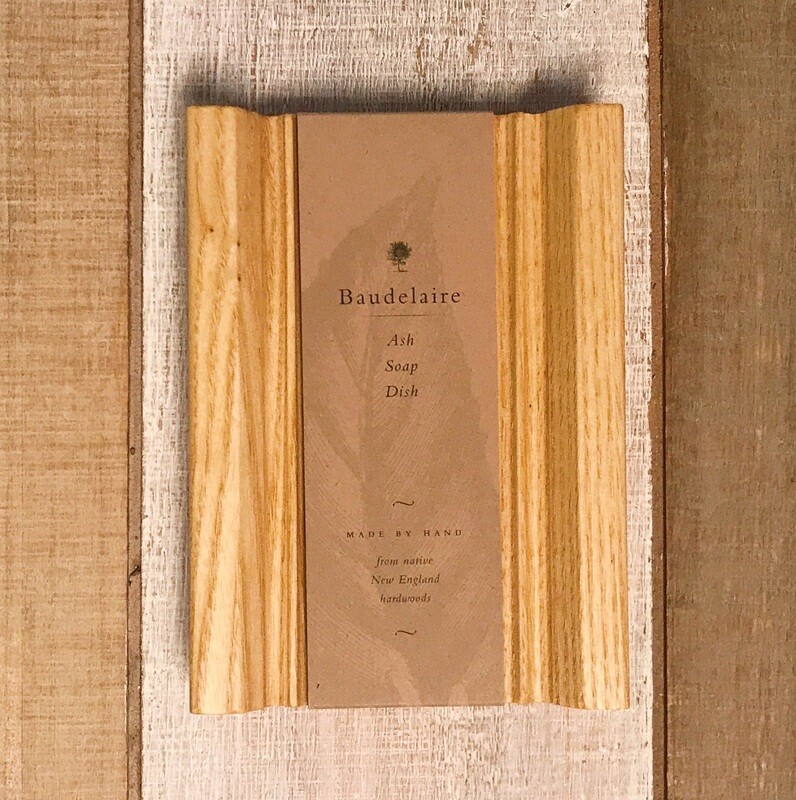 Baudelaire
Ash
Soap
Dish
MADE BY HAND
from native
New England
hardwoods